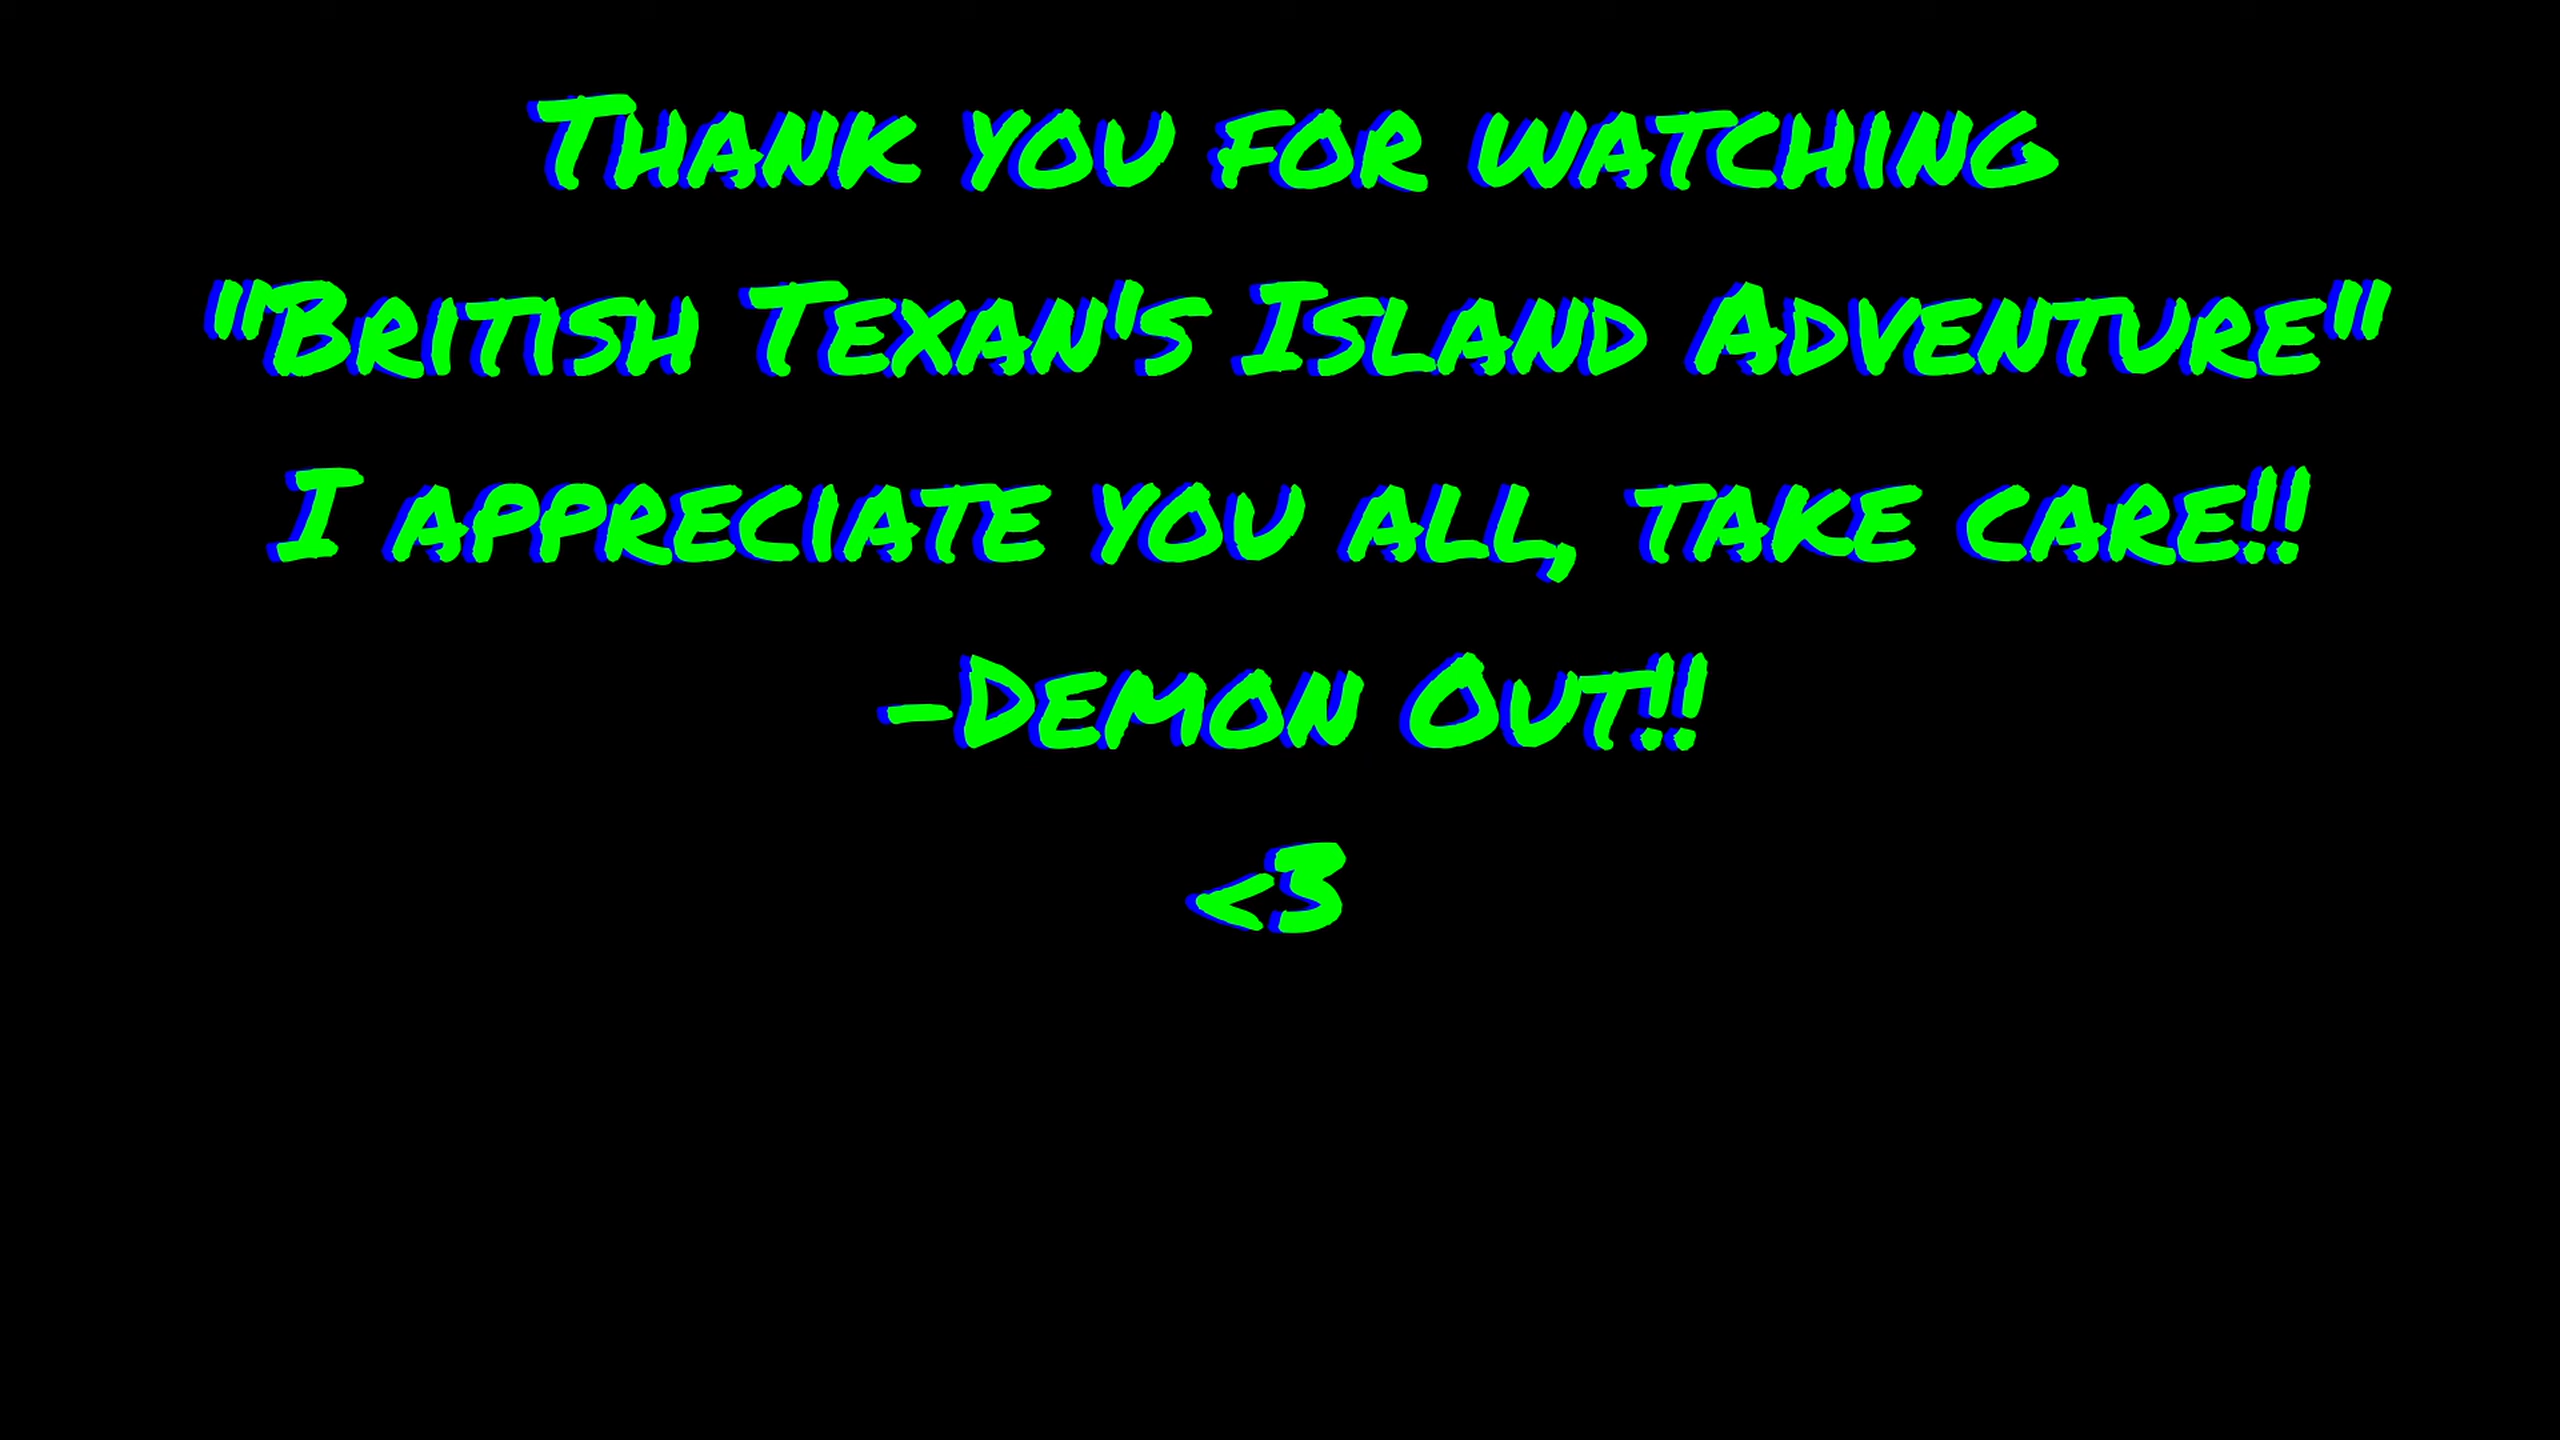 Thank you for watching
"British Texan's Island Adventure"
I appreciate you all, take care!!
-Demon Out!!
<3